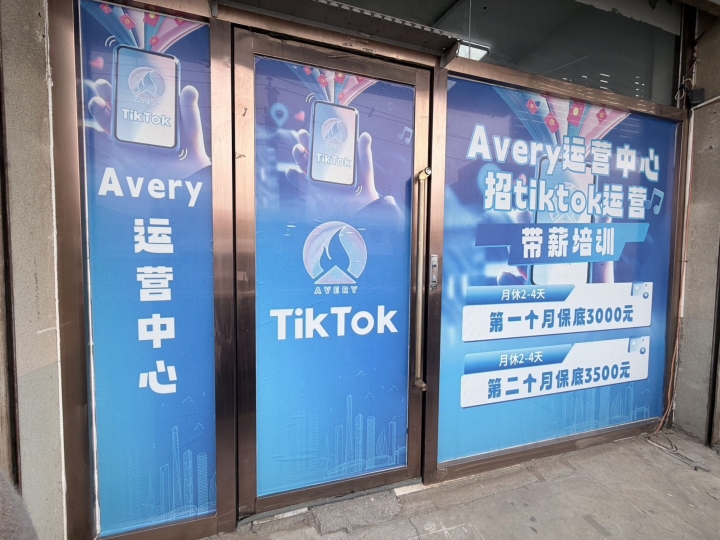 AVERY
TikTok
Avery
运
营
中
心
AVERY
TikTok
AVERY
TikTok
Avery运营中心
招tiktok运营
带薪培训
月休2-4天
第一个月保底3000元
月休2-4天
第二个月保底3500元